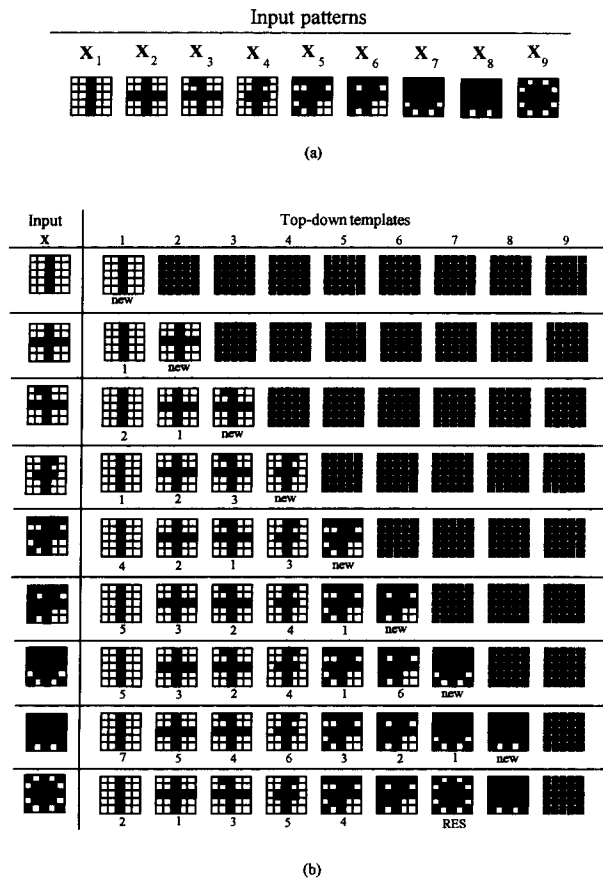 Input patterns
X1 X2 X3 X4 X5 X6 X7 X8 X9
(a)
Input Top-down templates
X 1 2 3 4 5 6 7 8 9
new
1 new
2 1 new
1 2 3 new
4 2 1 3 new
5 3 2 4 1 new
5 3 2 4 1 6 new
7 5 4 6 3 2 1 new
2 1 3 5 4 RES
(b)